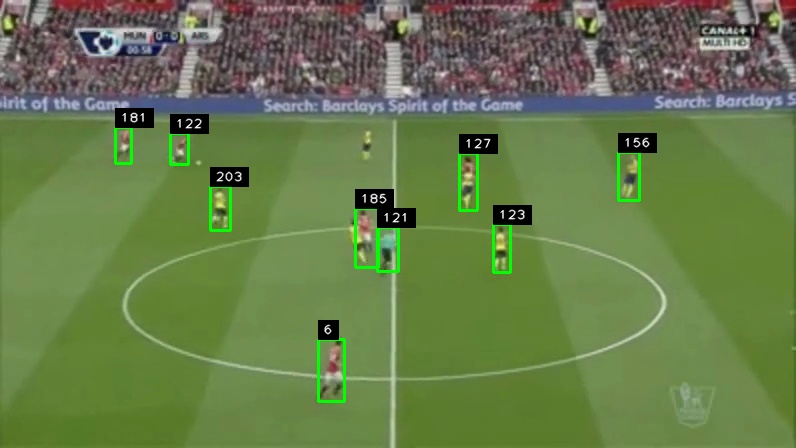 MUN 0-0 ARS
00:58
CANAL+ 1
MULTI HD
irit of the Game
Search: Barclays Spirit of the Game
Search: Barclays S
181
122
127
156
203
185
121
123
6